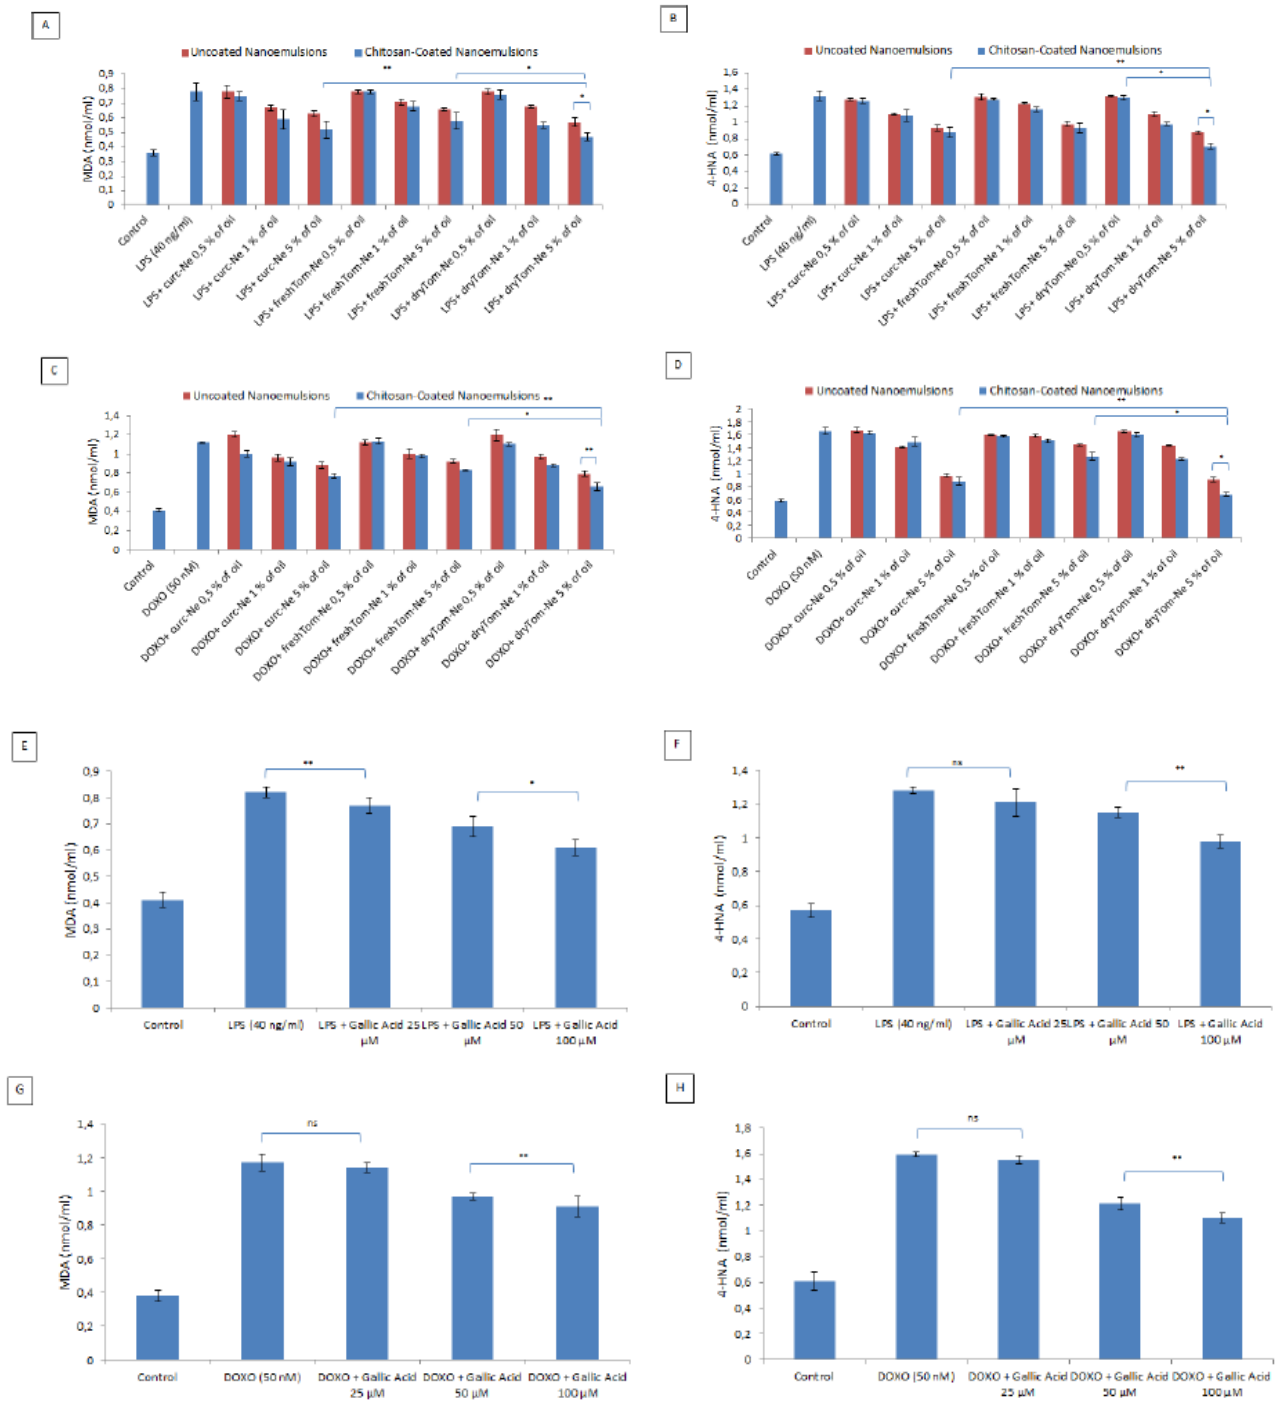 A
Uncoated Nanoemulsions Chitosan-Coated Nanoemulsions
** *
*
0,9
0,8
0,7
0,6
0,5
0,4
0,3
0,2
0,1
0
MDA (nmol/ml)
Control
LPS (40 ng/ml)
LPS+ curc-Ne 0,5 % of oil
LPS+ curc-Ne 1 % of oil
LPS+ curc-Ne 5 % of oil
LPS+ freshTom-Ne 0,5 % of oil
LPS+ freshTom-Ne 1 % of oil
LPS+ freshTom-Ne 5 % of oil
LPS+ dryTom-Ne 0,5 % of oil
LPS+ dryTom-Ne 1 % of oil
LPS+ dryTom-Ne 5 % of oil
B
Uncoated Nanoemulsions Chitosan-Coated Nanoemulsions
**
*
*
1,6
1,4
1,2
1
0,8
0,6
0,4
0,2
0
4-HNA (nmol/ml)
Control
LPS (40 ng/ml)
LPS+ curc-Ne 0,5 % of oil
LPS+ curc-Ne 1 % of oil
LPS+ curc-Ne 5 % of oil
LPS+ freshTom-Ne 0,5 % of oil
LPS+ freshTom-Ne 1 % of oil
LPS+ freshTom-Ne 5 % of oil
LPS+ dryTom-Ne 0,5 % of oil
LPS+ dryTom-Ne 1 % of oil
LPS+ dryTom-Ne 5 % of oil
C
Uncoated Nanoemulsions Chitosan-Coated Nanoemulsions **
*
**
1,4
1,2
1
0,8
0,6
0,4
0,2
0
MDA (nmol/ml)
Control
DOXO (50 nM)
DOXO+ curc-Ne 0,5 % of oil
DOXO+ curc-Ne 1 % of oil
DOXO+ curc-Ne 5 % of oil
DOXO+ freshTom-Ne 0,5 % of oil
DOXO+ freshTom-Ne 1 % of oil
DOXO+ freshTom-Ne 5 % of oil
DOXO+ dryTom-Ne 0,5 % of oil
DOXO+ dryTom-Ne 1 % of oil
DOXO+ dryTom-Ne 5 % of oil
D
Uncoated Nanoemulsions Chitosan-Coated Nanoemulsions
**
*
*
2
1,8
1,6
1,4
1,2
1
0,8
0,6
0,4
0,2
0
4-HNA (nmol/ml)
Control
DOXO (50 nM)
DOXO+ curc-Ne 0,5 % of oil
DOXO+ curc-Ne 1 % of oil
DOXO+ curc-Ne 5 % of oil
DOXO+ freshTom-Ne 0,5 % of oil
DOXO+ freshTom-Ne 1 % of oil
DOXO+ freshTom-Ne 5 % of oil
DOXO+ dryTom-Ne 0,5 % of oil
DOXO+ dryTom-Ne 1 % of oil
DOXO+ dryTom-Ne 5 % of oil
E
**
*
0,9
0,8
0,7
0,6
0,5
0,4
0,3
0,2
0,1
0
MDA (nmol/ml)
Control LPS (40 ng/ml) LPS + Gallic Acid 25 LPS + Gallic Acid 50 LPS + Gallic Acid
μM μM 100 μM
F
**
1,4
1,2
1
0,8
0,6
0,4
0,2
0
4-HNA (nmol/ml)
Control LPS (40 ng/ml) LPS + Gallic Acid 25 LPS + Gallic Acid 50 LPS + Gallic Acid
μM μM 100 μM
G
ns
**
1,4
1,2
1
0,8
0,6
0,4
0,2
0
MDA (nmol/ml)
Control DOXO (50 nM) DOXO + Gallic Acid DOXO + Gallic Acid DOXO + Gallic Acid
25 μM 50 μM 100 μM
H
ns
**
1,8
1,6
1,4
1,2
1
0,8
0,6
0,4
0,2
0
4-HNA (nmol/ml)
Control DOXO (50 nM) DOXO + Gallic Acid DOXO + Gallic Acid DOXO + Gallic Acid
25 μM 50 μM 100 μM